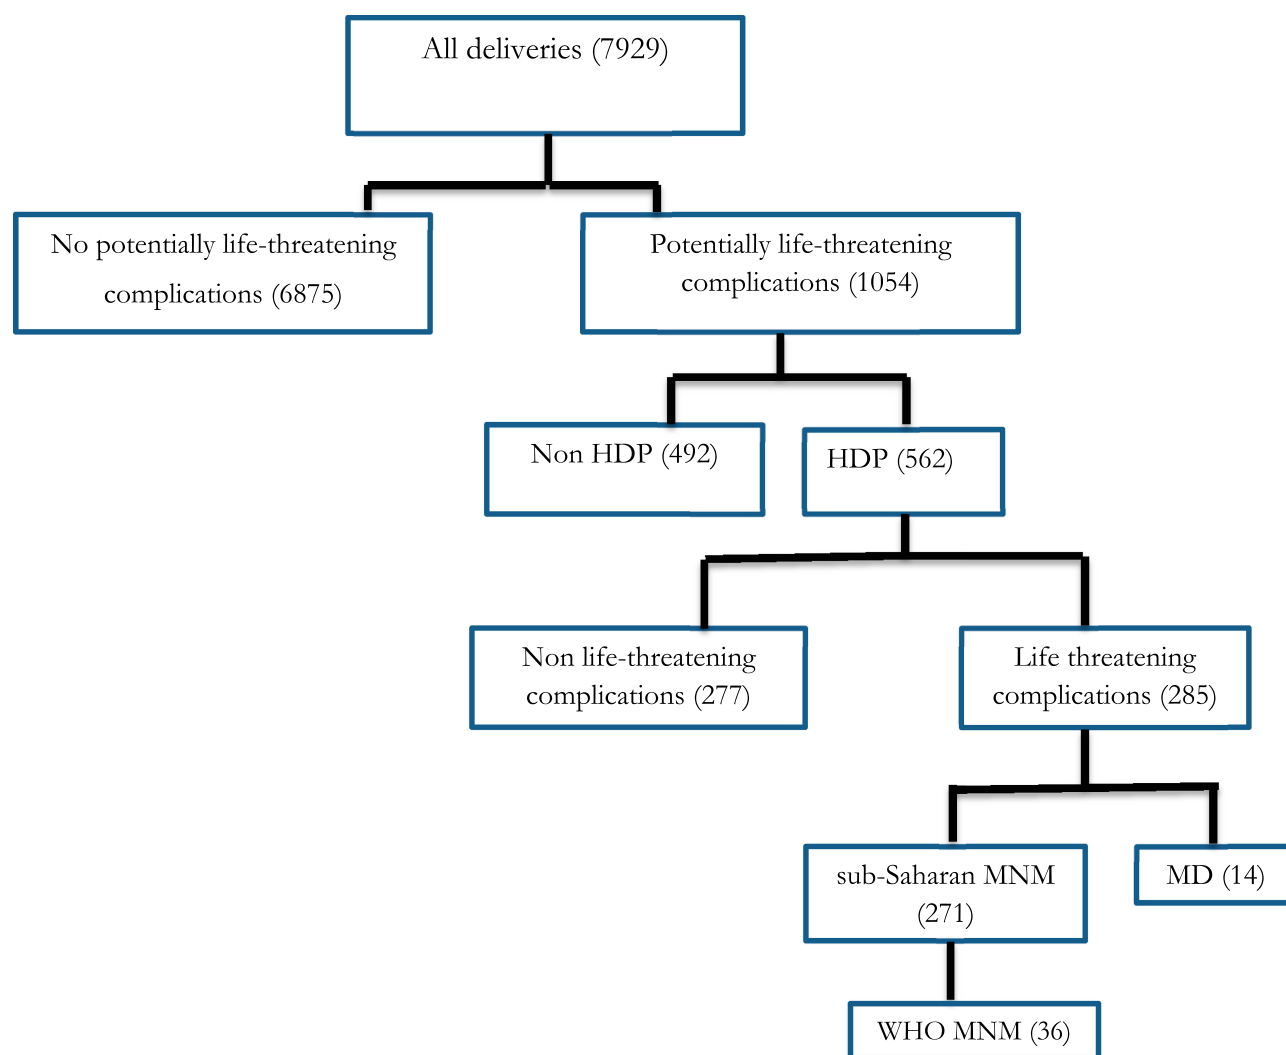 All deliveries (7929)
No potentially life-threatening
complications (6875)
Potentially life-threatening
complications (1054)
Non HDP (492)
HDP (562)
Non life-threatening
complications (277)
Life threatening
complications (285)
sub-Saharan MNM
(271)
MD (14)
WHO MNM (36)